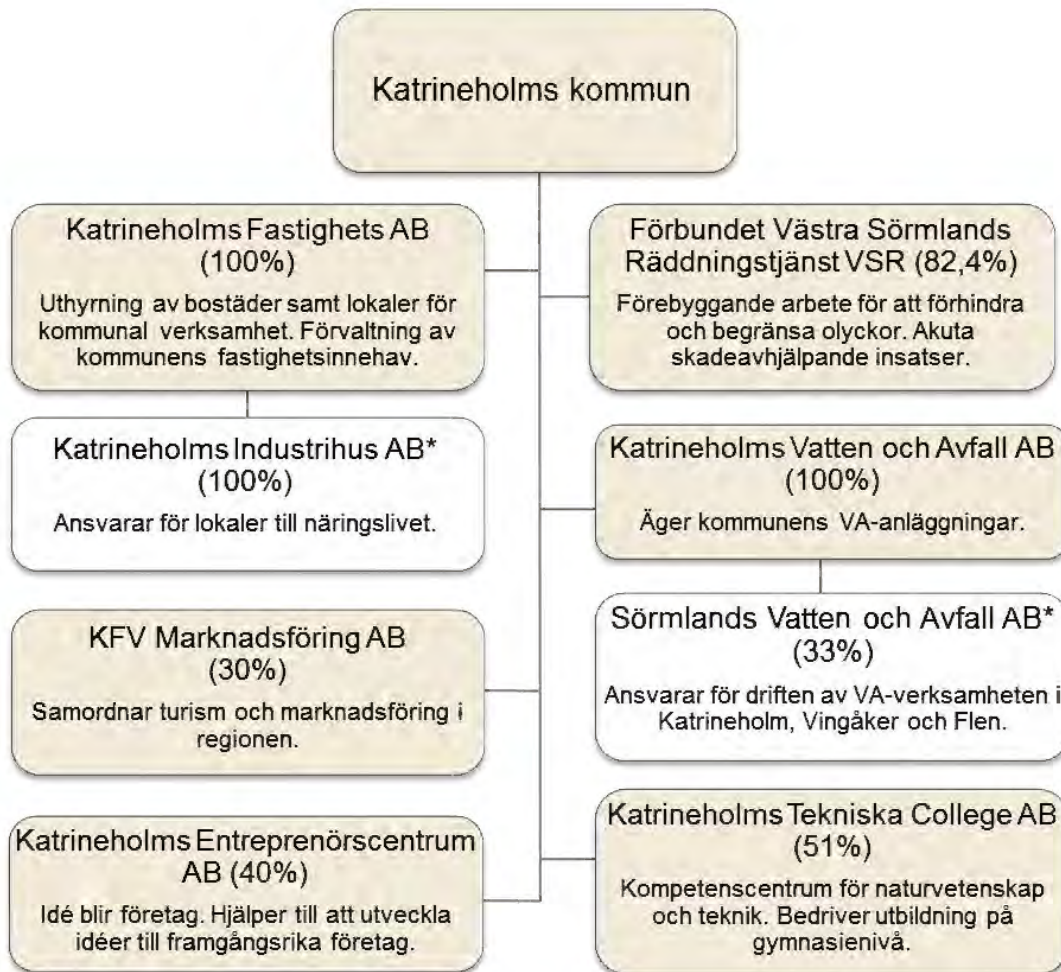 Katrineholms kommun
Katrineholms Fastighets AB
(100%)
Uthyrning av bostäder samt lokaler för
kommunal verksamhet. Förvaltning av
kommunens fastighetsinnehav.
Förbundet Västra Sörmlands
Räddningstjänst VSR (82,4%)
Förebyggande arbete för att förhindra
och begränsa olyckor. Akuta
skadeavhjälpande insatser.
Katrineholms Industrihus AB*
(100%)
Ansvarar för lokaler till näringslivet.
Katrineholms Vatten och Avfall AB
(100%)
Äger kommunens VA-anläggningar.
KFV Marknadsföring AB
(30%)
Samordnar turism och marknadsföring i
regionen.
Sörmlands Vatten och Avfall AB*
(33%)
Ansvarar för driften av VA-verksamheten i
Katrineholm, Vingåker och Flen.
Katrineholms Entreprenörscentrum
AB (40%)
Idé blir företag. Hjälper till att utveckla
idéer till framgångsrika företag.
Katrineholms Tekniska College AB
(51%)
Kompetenscentrum för naturvetenskap
och teknik. Bedriver utbildning på
gymnasienivå.